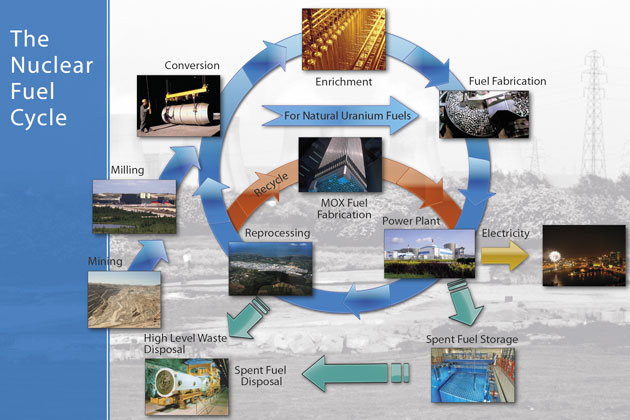 The
Nuclear
Fuel
Cycle
Enrichment
Conversion
Fuel Fabrication
For Natural Uranium Fuels
Milling
Recycle
MOX Fuel
Fabrication
Power Plant
Reprocessing
Electricity
Mining
High Level Waste
Disposal
Spent Fuel Storage
Spent Fuel
Disposal